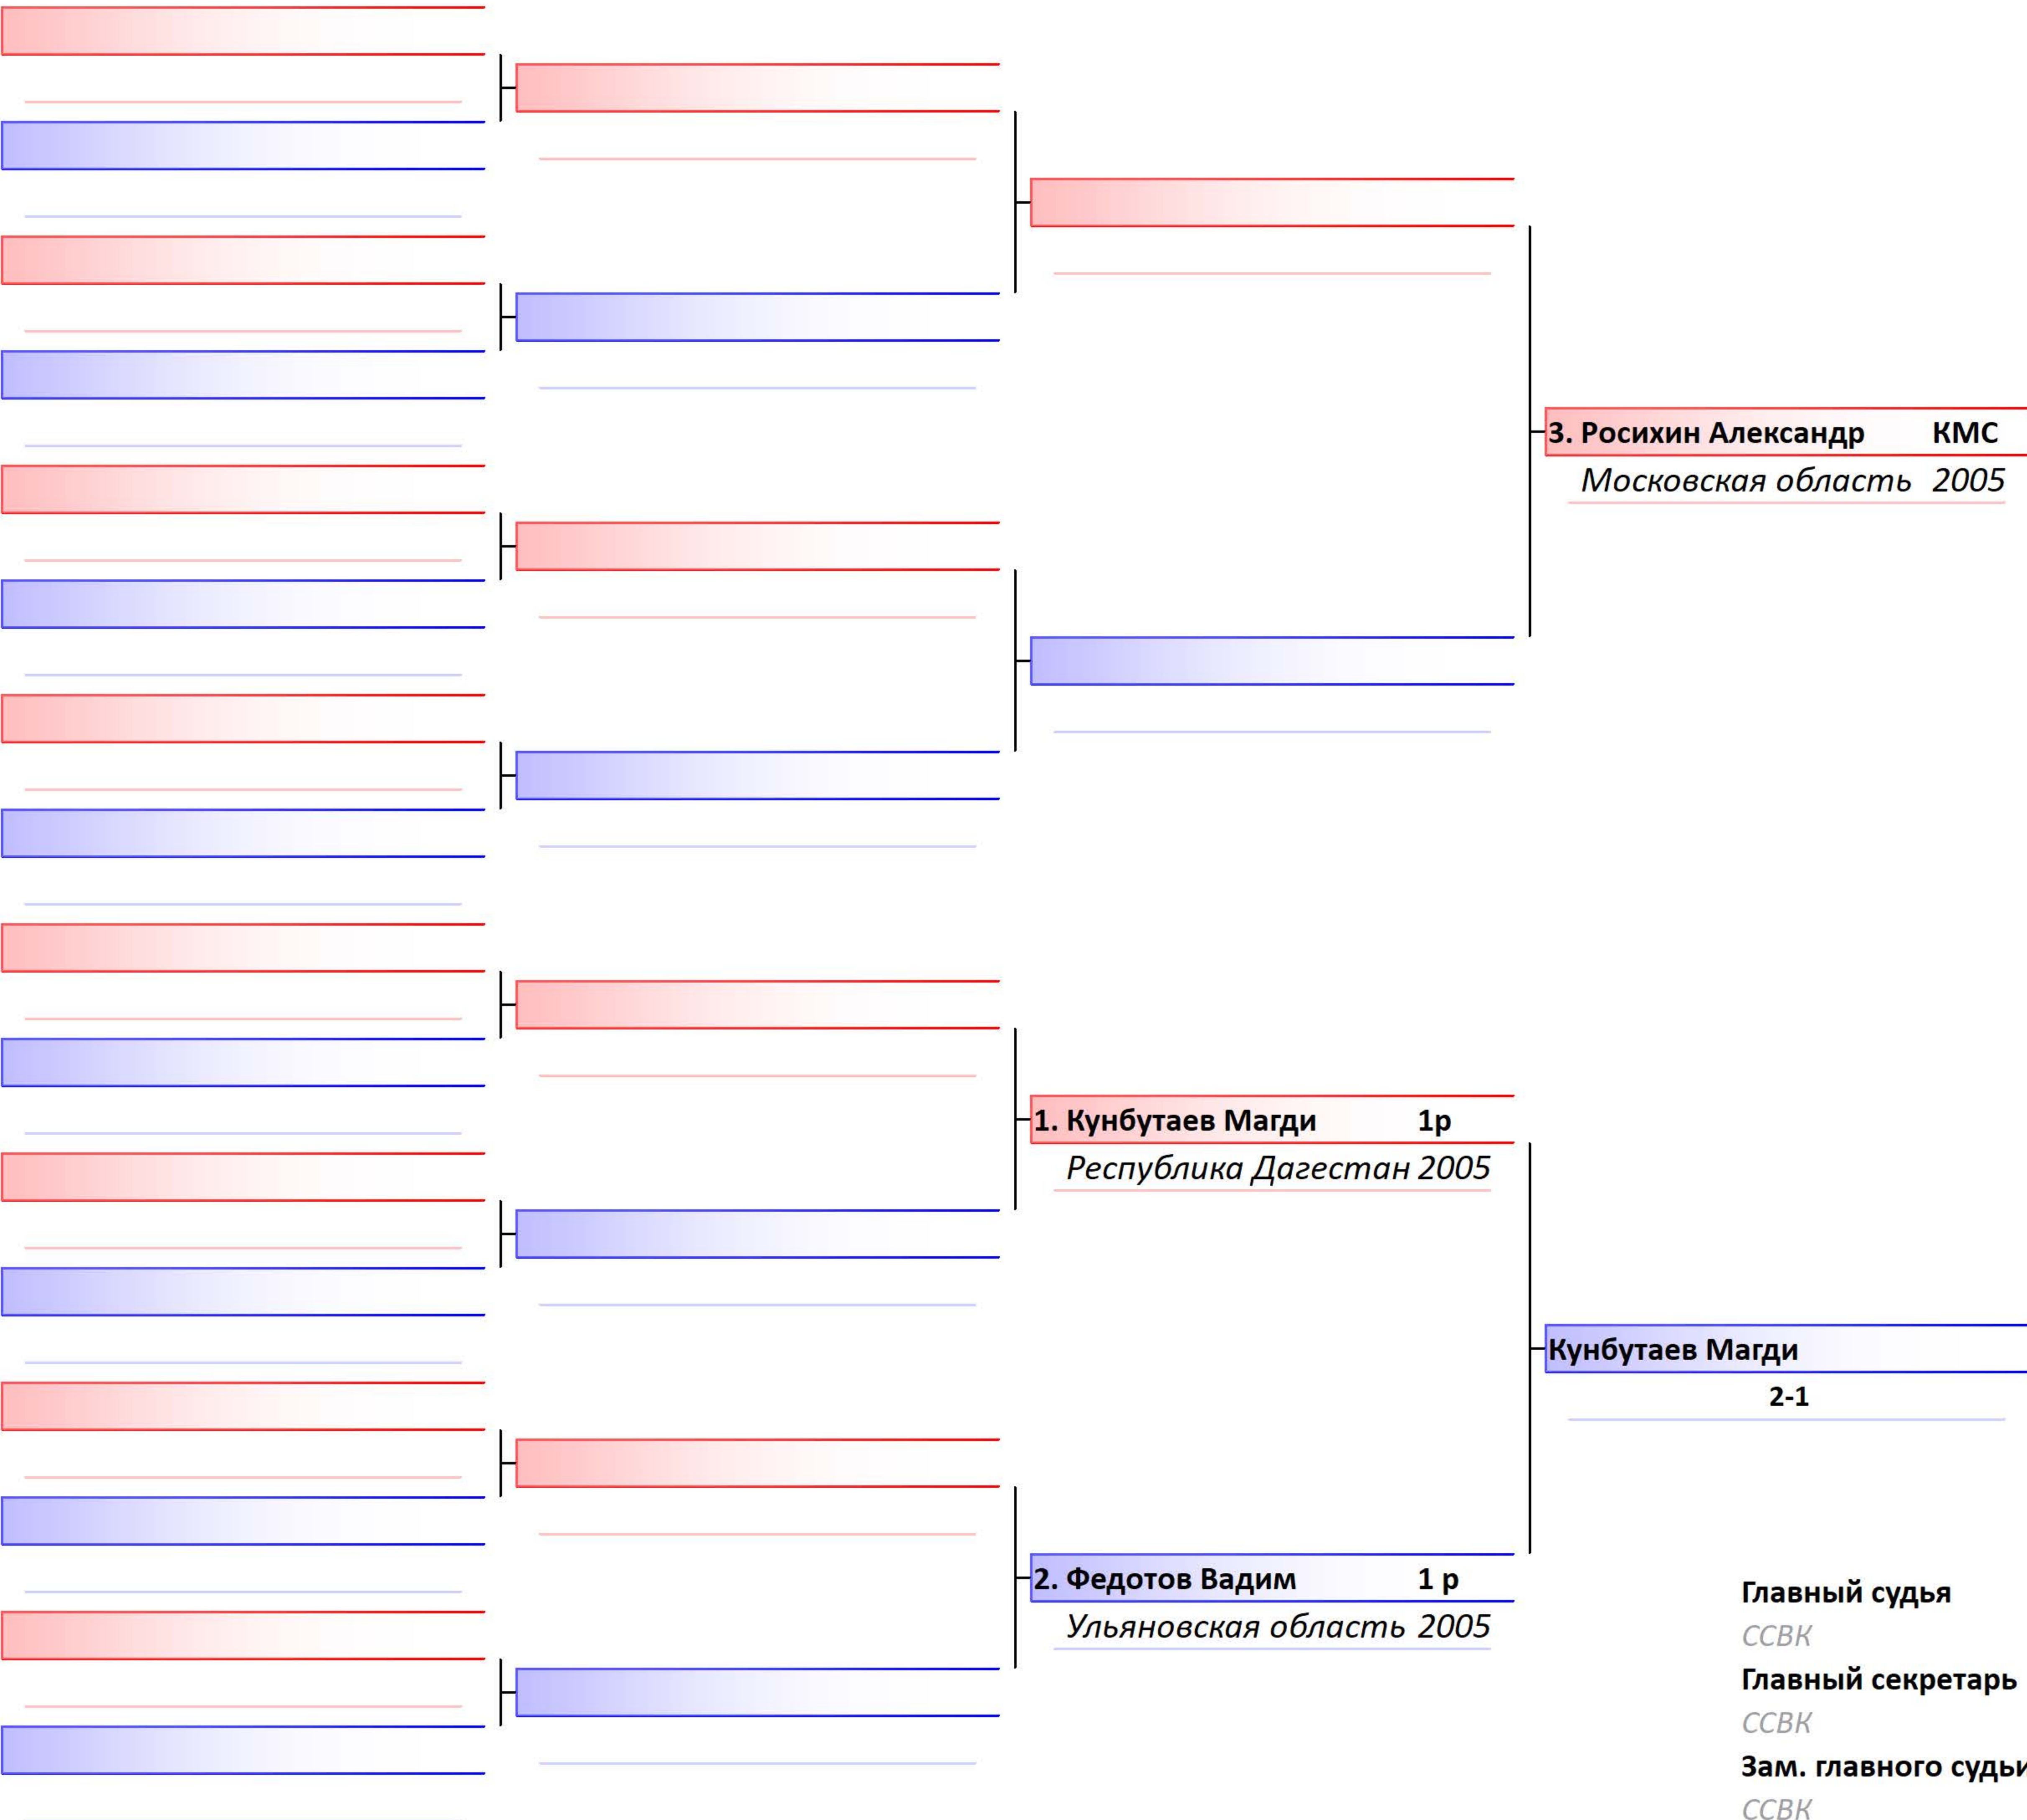 3. Росихин Александр КМС
Московская область 2005
1. Кунбутаев Магди 1р
Республика Дагестан 2005
Кунбутаев Магди
2-1
2. Федотов Вадим 1 р
Ульяновская область 2005
Главный судья
ССВК
Главный секретарь
ССВК
Зам. главного судьи
ССВК